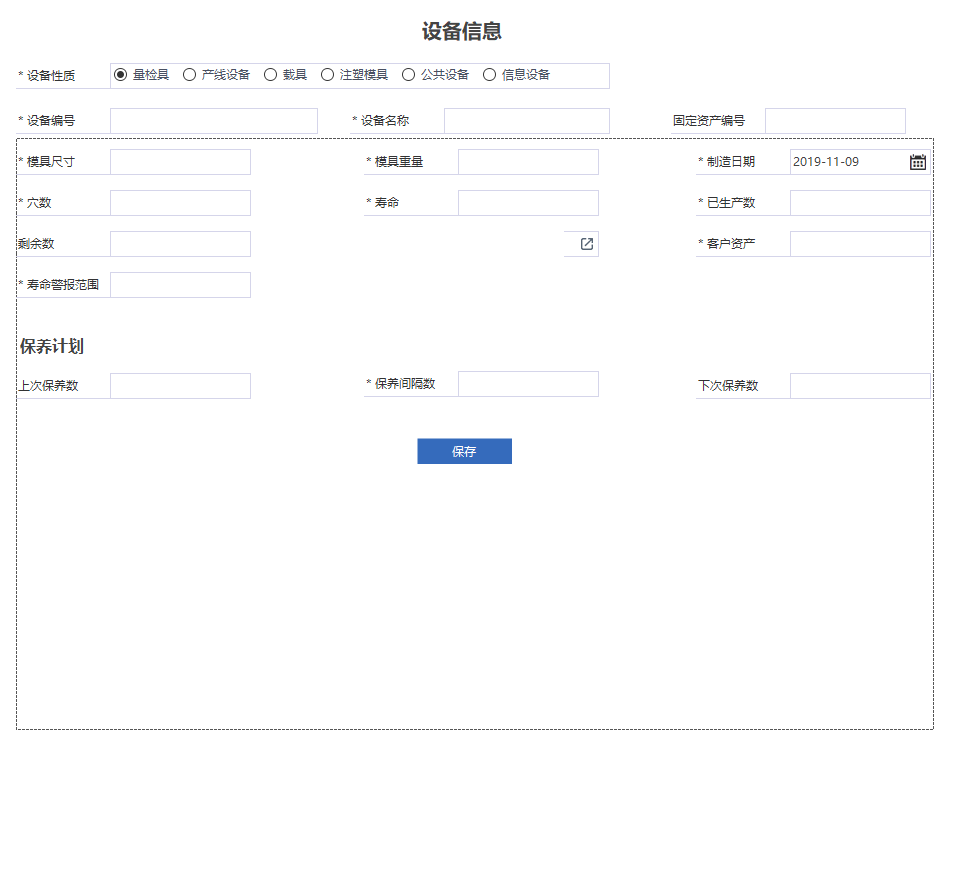 设备信息
* 设备性质 量检具 产线设备 载具 注塑模具 公共设备 信息设备
* 设备编号 * 设备名称 固定资产编号
* 模具尺寸 * 模具重量 * 制造日期 2019-11-09
* 穴数 * 寿命 * 已生产数
剩余数 * 客户资产
* 寿命警报范围
保养计划
上次保养数 * 保养间隔数 下次保养数
保存